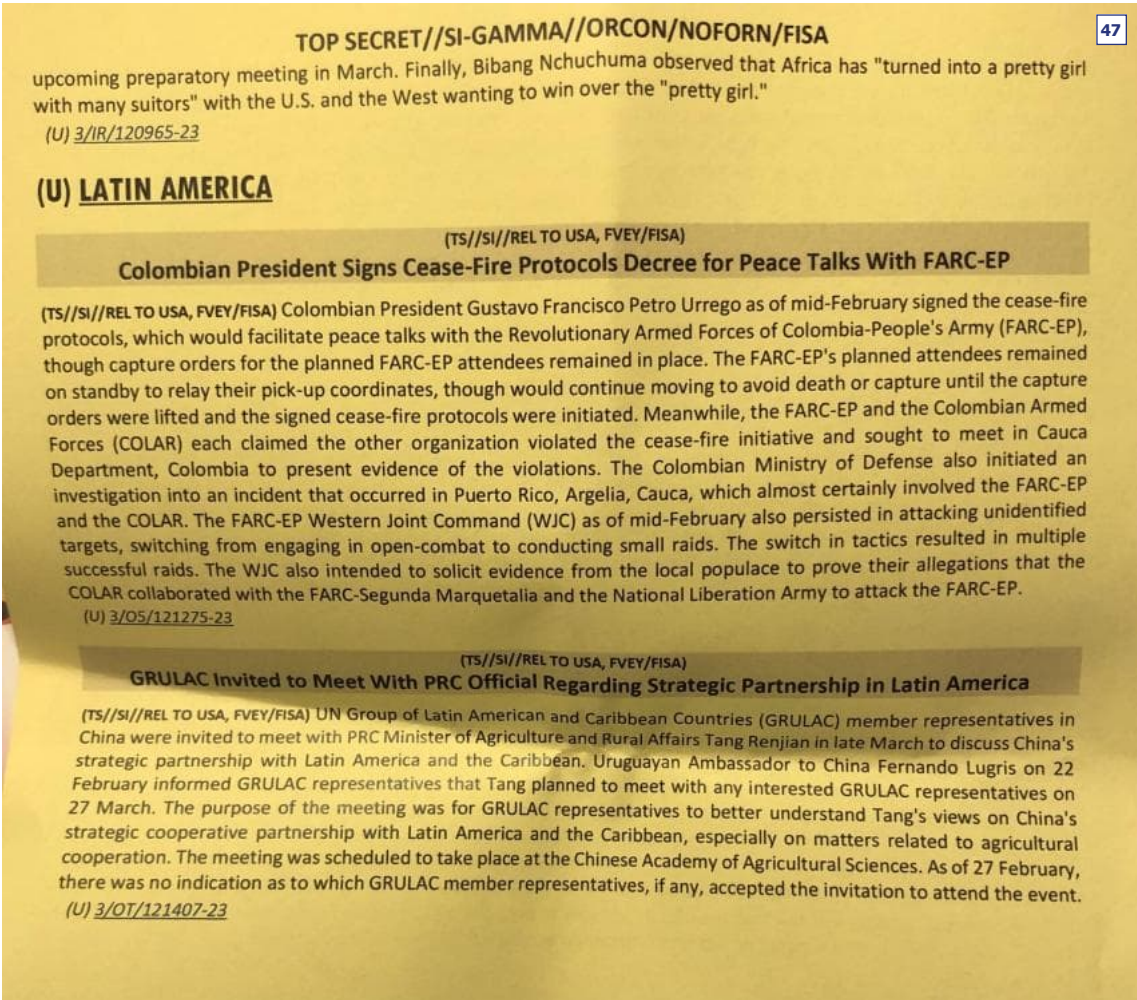 TOP SECRET//SI-GAMMA//ORCON/NOFORN/FISA
47
upcoming preparatory meeting in March. Finally, Bibang Nchuchuma observed that Africa has "turned into a pretty girl
with many suitors" with the U.S. and the West wanting to win over the "pretty girl."
(U) 3/IR/120965-23
(U) LATIN AMERICA
(TS//SI//REL TO USA, FVEY/FISA)
Colombian President Signs Cease-Fire Protocols Decree for Peace Talks With FARC-EP
(TS//SI//REL TO USA, FVEY/FISA) Colombian President Gustavo Francisco Petro Urrego as of mid-February signed the cease-fire
protocols, which would facilitate peace talks with the Revolutionary Armed Forces of Colombia-People's Army (FARC-EP),
though capture orders for the planned FARC-EP attendees remained in place. The FARC-EP's planned attendees remained
on standby to relay their pick-up coordinates, though would continue moving to avoid death or capture until the capture
orders were lifted and the signed cease-fire protocols were initiated. Meanwhile, the FARC-EP and the Colombian Armed
Forces (COLAR) each claimed the other organization violated the cease-fire initiative and sought to meet in Cauca
Department, Colombia to present evidence of the violations. The Colombian Ministry of Defense also initiated an
investigation into an incident that occurred in Puerto Rico, Argelia, Cauca, which almost certainly involved the FARC-EP
and the COLAR. The FARC-EP Western Joint Command (WJC) as of mid-February also persisted in attacking unidentified
targets, switching from engaging in open-combat to conducting small raids. The switch in tactics resulted in multiple
successful raids. The WJC also intended to solicit evidence from the local populace to prove their allegations that the
COLAR collaborated with the FARC-Segunda Marquetalia and the National Liberation Army to attack the FARC-EP.
(U) 3/OS/121275-23
(TS//SI//REL TO USA, FVEY/FISA)
GRULAC Invited to Meet With PRC Official Regarding Strategic Partnership in Latin America
(TS//SI//REL TO USA, FVEY/FISA) UN Group of Latin American and Caribbean Countries (GRULAC) member representatives in
China were invited to meet with PRC Minister of Agriculture and Rural Affairs Tang Renjian in late March to discuss China's
strategic partnership with Latin America and the Caribbean. Uruguayan Ambassador to China Fernando Lugris on 22
February informed GRULAC representatives that Tang planned to meet with any interested GRULAC representatives on
27 March. The purpose of the meeting was for GRULAC representatives to better understand Tang's views on China's
strategic cooperative partnership with Latin America and the Caribbean, especially on matters related to agricultural
cooperation. The meeting was scheduled to take place at the Chinese Academy of Agricultural Sciences. As of 27 February,
there was no indication as to which GRULAC member representatives, if any, accepted the invitation to attend the event.
(U) 3/OT/121407-23